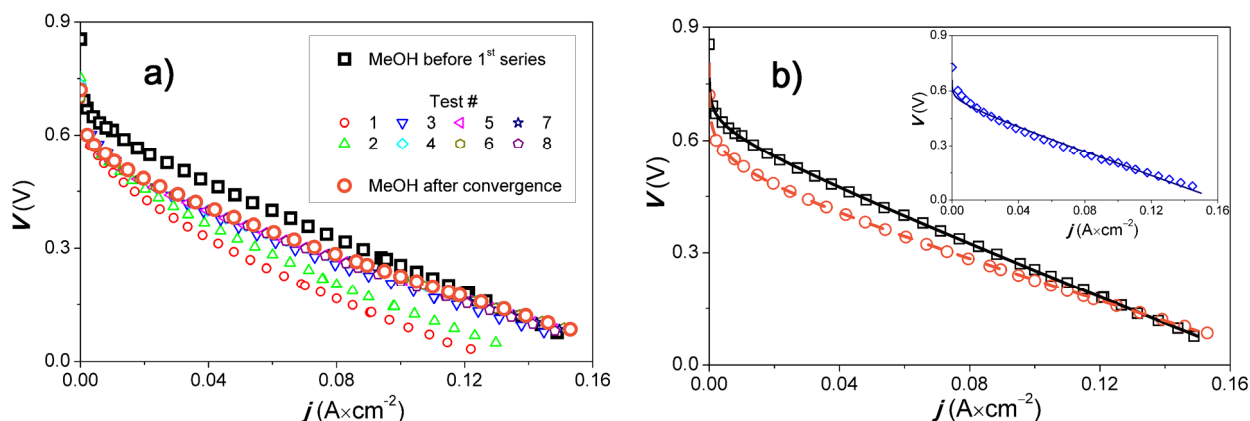 a)
MeOH before 1st series
Test #
1 3 5 7
2 4 6 8
MeOH after convergence
0.9
0.6
0.3
0.0
V (V)
0.00 0.04 0.08 0.12 0.16
j (A×cm⁻²)
b)
0.9
0.6
0.3
0.0
V (V)
0.00 0.04 0.08 0.12 0.16
j (A×cm⁻²)
0.9
0.6
0.3
0.0
V (V)
0.00 0.04 0.08 0.12 0.16
j (A×cm⁻²)